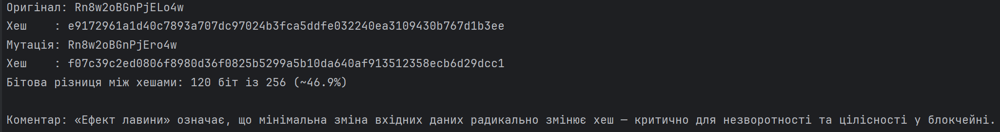 Оригінал: Rn8w2oBGnPjELo4w
Хеш    : e9172961a1d40c7893a707dc97024b3fca5ddfe032240ea3109430b767d1b3ee
Мутація: Rn8w2oBGnPjEro4w
Хеш    : f07c39c2ed0806f8980d36f0825b5299a5b10da640af913512358ecb6d29dcc1
Бітова різниця між хешами: 120 біт із 256 (~46.9%)
Коментар: «Ефект лавини» означає, що мінімальна зміна вхідних даних радикально змінює хеш — критично для незворотності та цілісності у блокчейні.